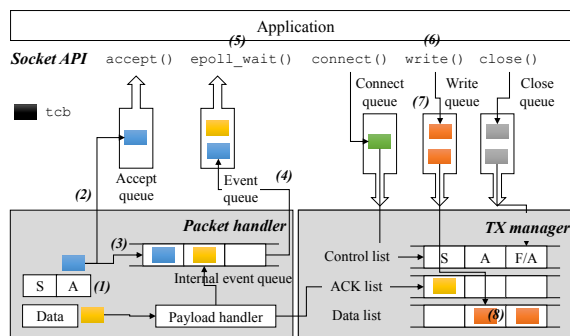 Application
(5) (6)
Socket API accept() epoll_wait() connect() write() close()
Connect queue
(7) Write queue
Close queue
tcb
Accept queue
Event queue
(2)
(4)
Packet handler
TX manager
(3)
S A (1)
Internal event queue
Data
Payload handler
Control list S A F/A
ACK list
Data list (8)